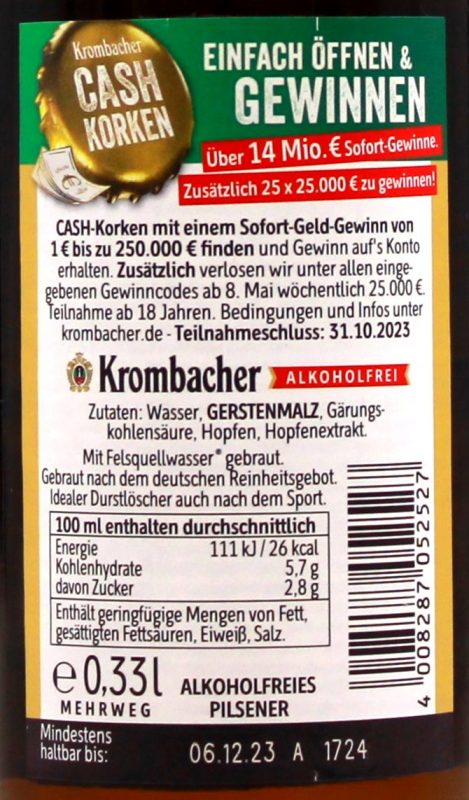 Krombacher
CASH
KORKEN
EINFACH ÖFFNEN &
GEWINNEN
Über 14 Mio. € Sofort-Gewinne.
Zusätzlich 25 x 25.000 € zu gewinnen!
CASH-Korken mit einem Sofort-Geld-Gewinn von
1 € bis zu 250.000 € finden und Gewinn auf's Konto
erhalten. Zusätzlich verlosen wir unter allen einge-
gebenen Gewinncodes ab 8. Mai wöchentlich 25.000 €.
Teilnahme ab 18 Jahren. Bedingungen und Infos unter
krombacher.de - Teilnahmeschluss: 31.10.2023
Krombacher ALKOHOLFREI
Zutaten: Wasser, GERSTENMALZ, Gärungs-
kohlensäure, Hopfen, Hopfenextrakt.
Mit Felsquellwasser® gebraut.
Gebraut nach dem deutschen Reinheitsgebot.
Idealer Durstlöscher auch nach dem Sport.
100 ml enthalten durchschnittlich
Energie 111 kJ / 26 kcal
Kohlenhydrate 5,7 g
davon Zucker 2,8 g
Enthält geringfügige Mengen von Fett,
gesättigten Fettsäuren, Eiweiß, Salz.
4 008287 052527
e 0,33l
MEHRWEG
ALKOHOLFREIES
PILSENER
Mindestens
haltbar bis:
06.12.23 A 1724